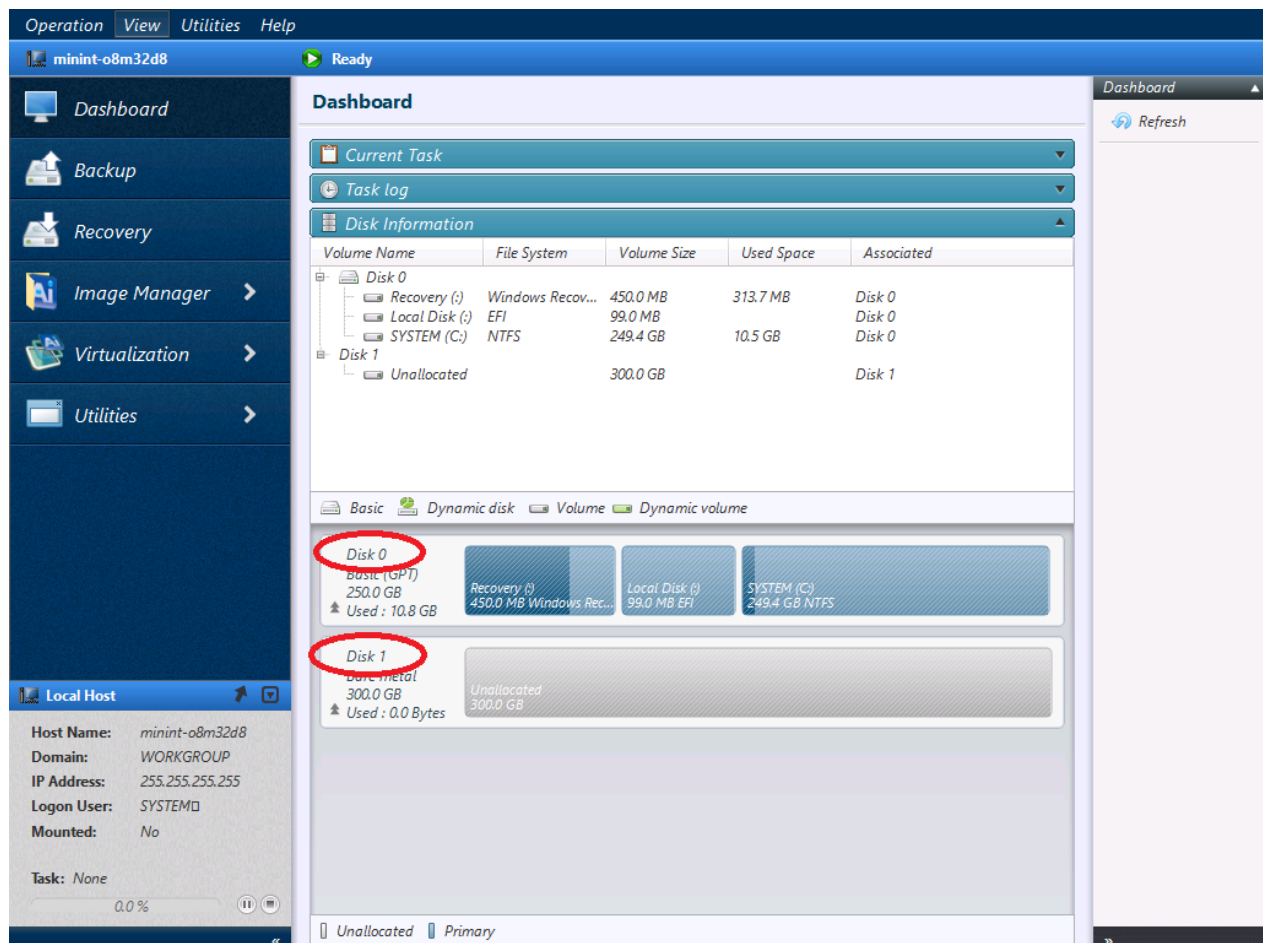 Operation View Utilities Help
minint-o8m32d8
Ready
Dashboard
Backup
Recovery
Image Manager
Virtualization
Utilities
Local Host
Host Name: minint-o8m32d8
Domain: WORKGROUP
IP Address: 255.255.255.255
Logon User: SYSTEM□
Mounted: No
Task: None
0.0 %
Dashboard
Current Task
Task log
Disk Information
Volume Name File System Volume Size Used Space Associated
Disk 0
Recovery (:) Windows Recov... 450.0 MB 313.7 MB Disk 0
Local Disk (:) EFI 99.0 MB Disk 0
SYSTEM (C:) NTFS 249.4 GB 10.5 GB Disk 0
Disk 1
Unallocated 300.0 GB Disk 1
Basic Dynamic disk Volume Dynamic volume
Disk 0
Basic (GPT)
250.0 GB
Used : 10.8 GB
Recovery (:)
450.0 MB Windows Rec...
Local Disk (:)
99.0 MB EFI
SYSTEM (C:)
249.4 GB NTFS
Disk 1
Bare metal
300.0 GB
Used : 0.0 Bytes
Unallocated
300.0 GB
Unallocated Primary
Dashboard
Refresh